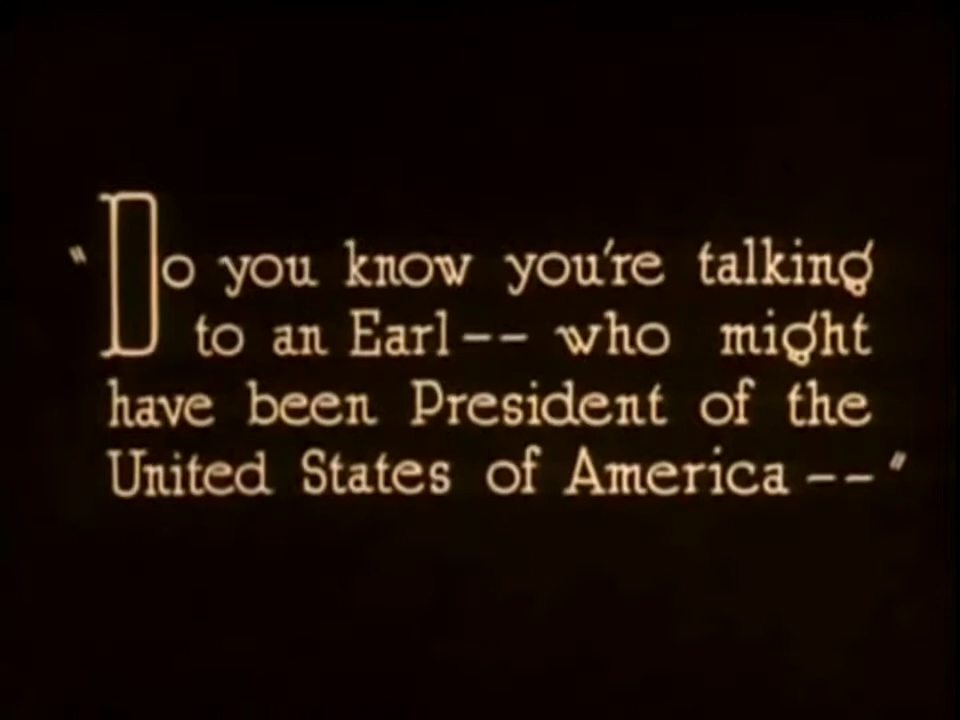 "Do you know you're talking
to an Earl -- who might
have been President of the
United States of America --"